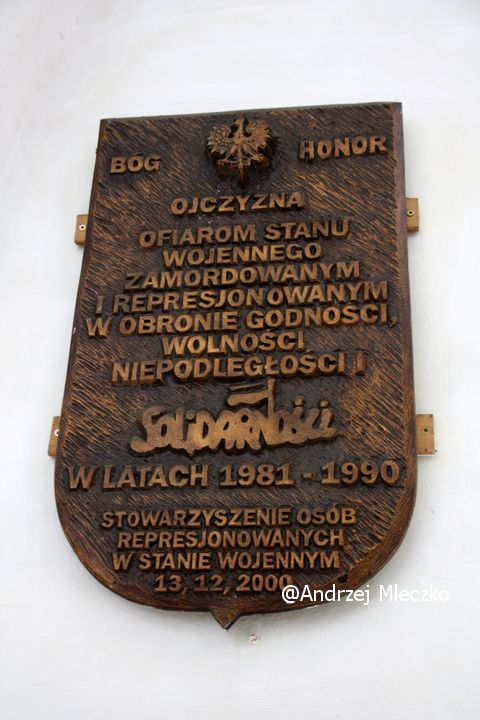 BÓG HONOR
OJCZYZNA
OFIAROM STANU
WOJENNEGO
ZAMORDOWANYM
I REPRESJONOWANYM
W OBRONIE GODNOŚCI,
WOLNOŚCI
NIEPODLEGŁOŚCI I
SOLIDARNOŚCI
W LATACH 1981 - 1990
STOWARZYSZENIE OSÓB
REPRESJONOWANYCH
W STANIE WOJENNYM
13, 12, 2000
@Andrzej Mleczko